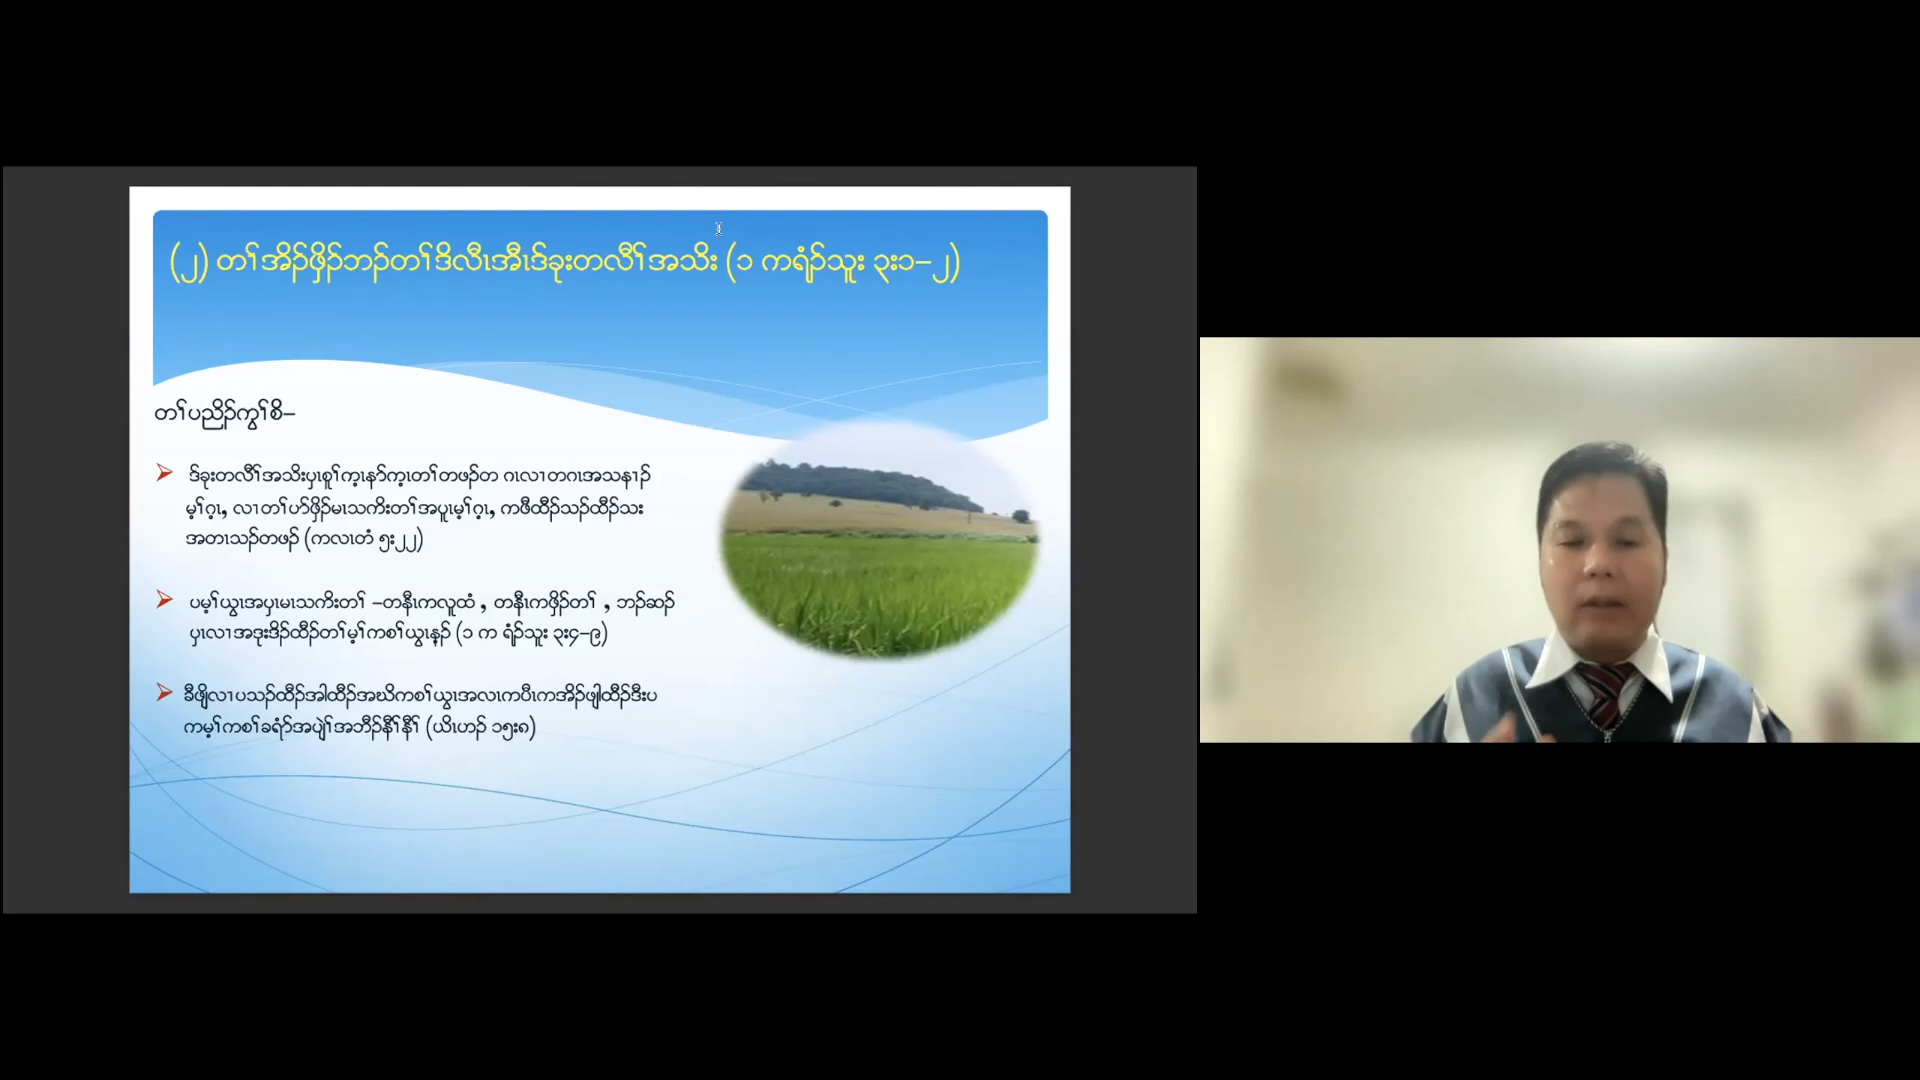 (၂) တၢ်အိၣ်ဖှိၣ်ဘၣ်တၢ်ဒိလီၤအီၤဒ်ခုးတလီၢ်အသိး (၁ ကရံၣ်သူး ၃း၁–၂)
တၢ်ပညိၣ်ကွၢ်စိ–
ဒ်ခုးတလီၢ်အသိးပှၤစူၢ်က့ၤနာ်က့ၤတၢ်တဖၣ်တ ဂၤလၢတဂၤအသနၢၣ်
မ့ၢ်ဂ့ၤ, လၢတၢ်ဟ်ဖှိၣ်မၤသကိးတၢ်အပူၤမ့ၢ်ဂ့ၤ, ကဖီထီၣ်သၣ်ထီၣ်သး
အတၤသၣ်တဖၣ် (ကလၤတံ ၅း၂၂)
ပမ့ၢ်ယွၤအပှၤမၤသကိးတၢ် –တနီၤကလူထံ , တနီၤကဖှိၣ်တၢ် , ဘၣ်ဆၣ်
ပှၤလၢအဒုးဒိၣ်ထီၣ်တၢ်မ့ၢ်ကစၢ်ယွၤန့ၣ် (၁ က ရံၣ်သူး ၃း၄–၉)
ခီဖျိလၢပသၣ်ထီၣ်အါထီၣ်အဃိကစၢ်ယွၤအလၤကပီၤကအိၣ်ဖျါထီၣ်ဒီးပ
ကမ့ၢ်ကစၢ်ခရံာ်အပျဲၢ်အဘီၣ်နီၢ်နီၢ် (ယိၤဟၣ် ၁၅း၈)